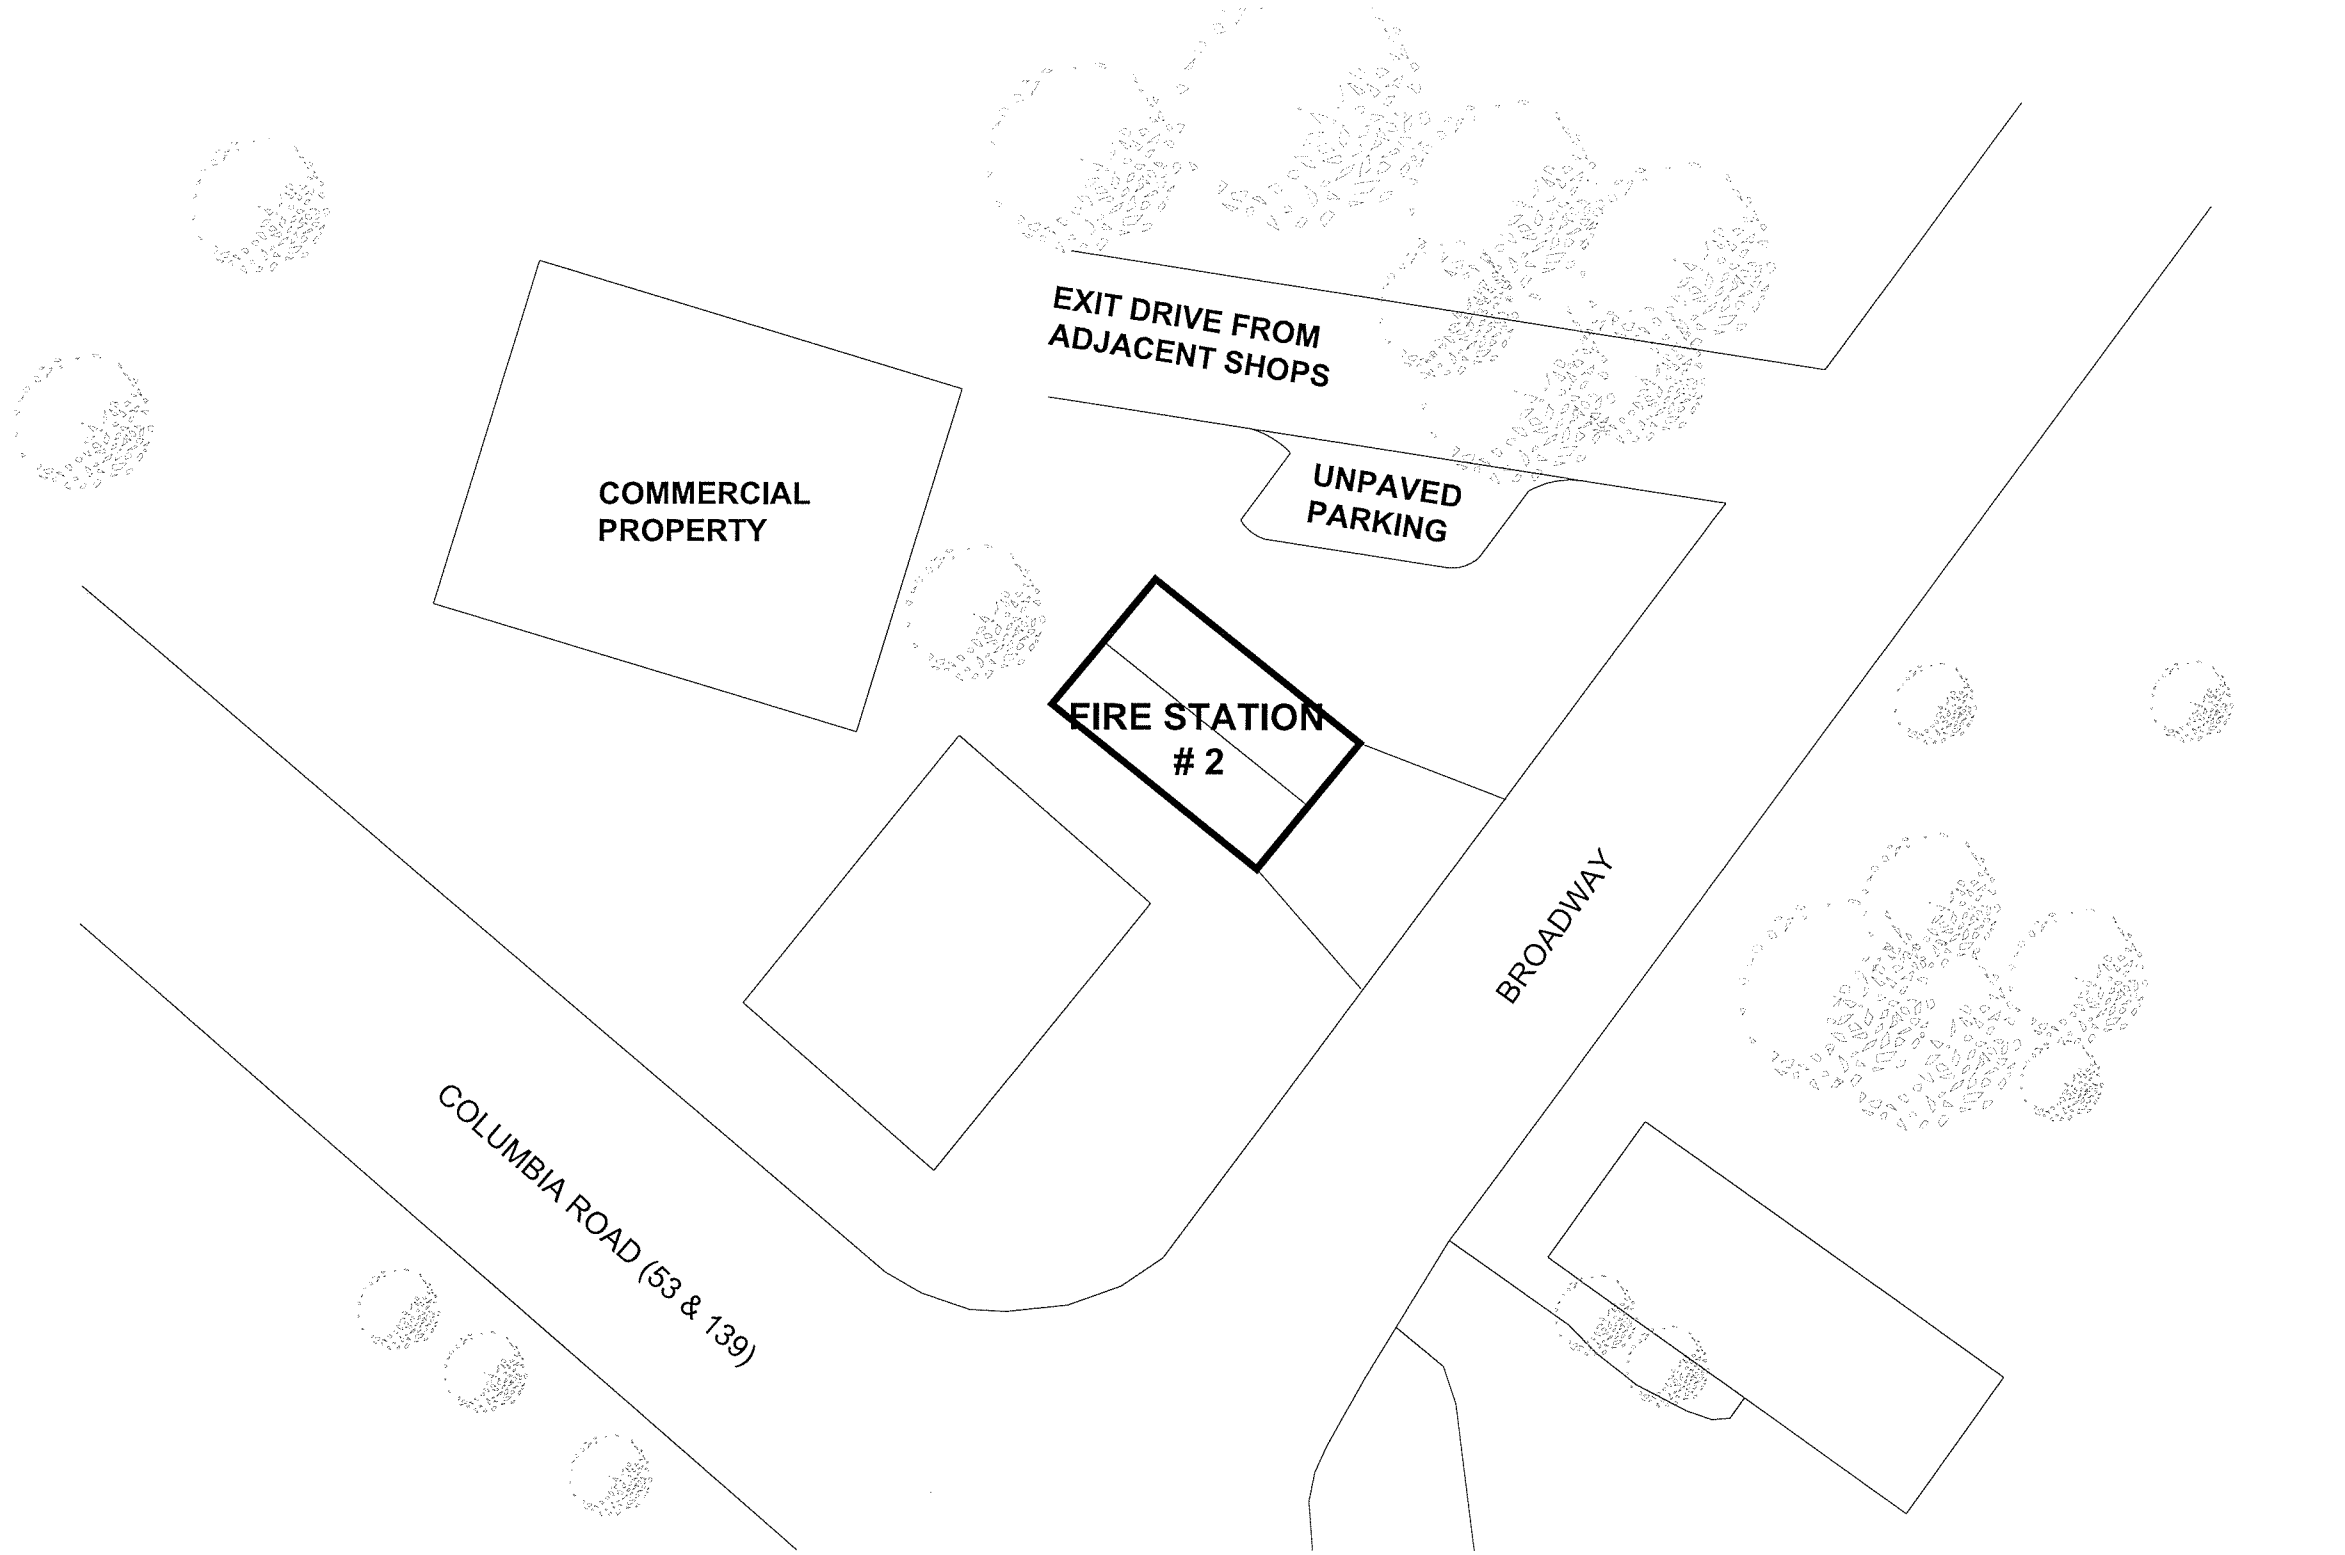 EXIT DRIVE FROM
ADJACENT SHOPS
UNPAVED
PARKING
COMMERCIAL
PROPERTY
FIRE STATION
# 2
BROADWAY
COLUMBIA ROAD (53 & 139)